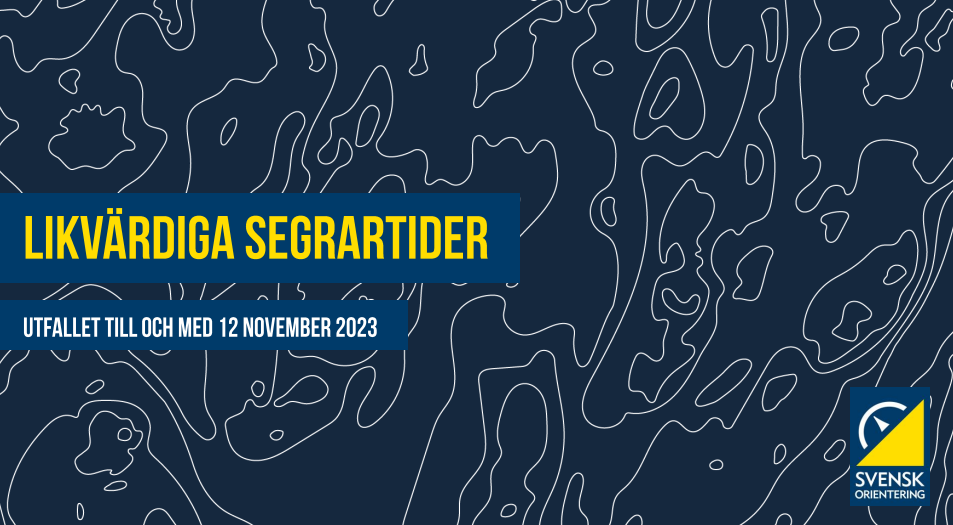 LIKVÄRDIGA SEGRARTIDER
UTFALLET TILL OCH MED 12 NOVEMBER 2023
SVENSK
ORIENTERING